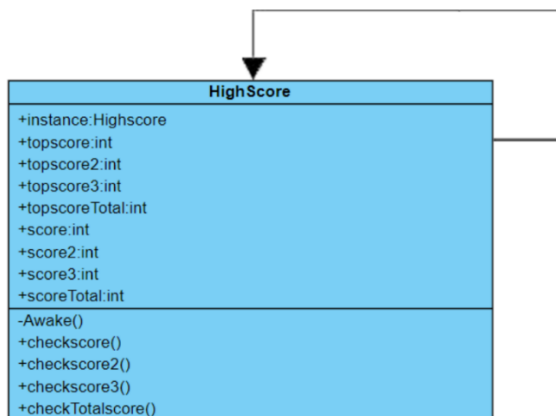 HighScore
+instance:Highscore
+topscore:int
+topscore2:int
+topscore3:int
+topscoreTotal:int
+score:int
+score2:int
+score3:int
+scoreTotal:int
-Awake()
+checkscore()
+checkscore2()
+checkscore3()
+checkTotalscore()